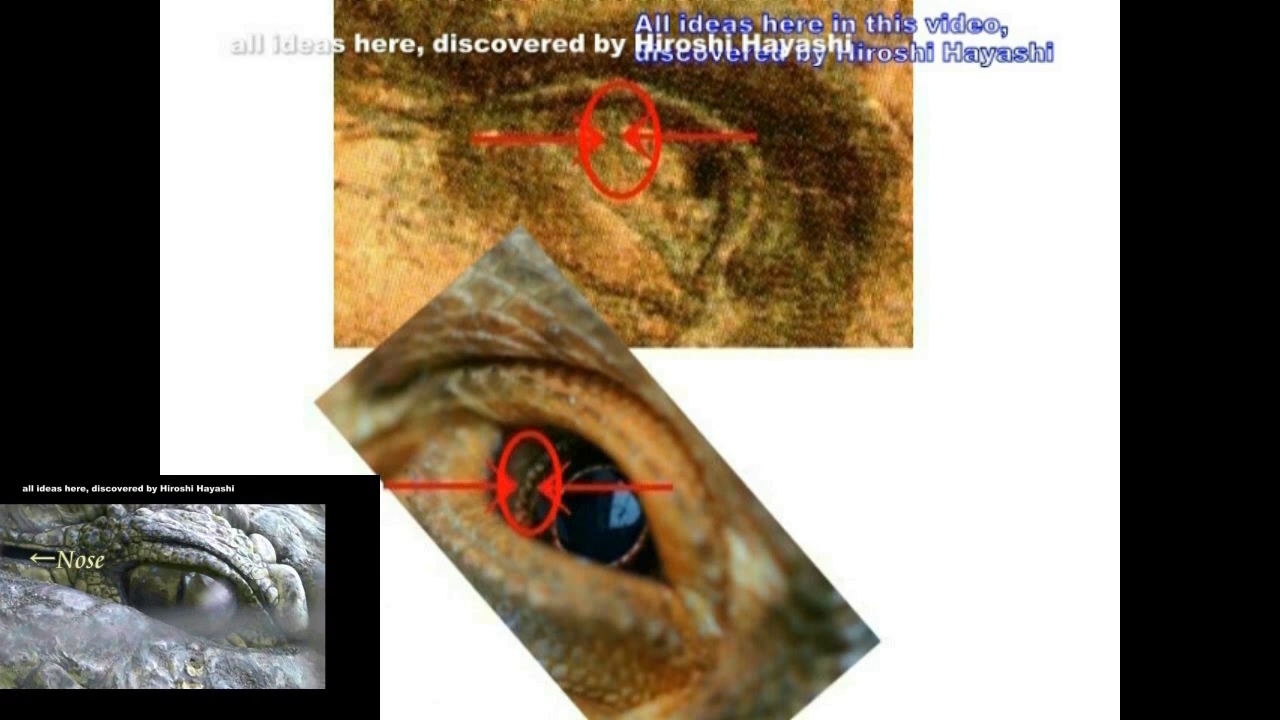 All ideas here in this video,
discovered by Hiroshi Hayashi
all ideas here, discovered by Hiroshi Hayashi
all ideas here, discovered by Hiroshi Hayashi
←Nose